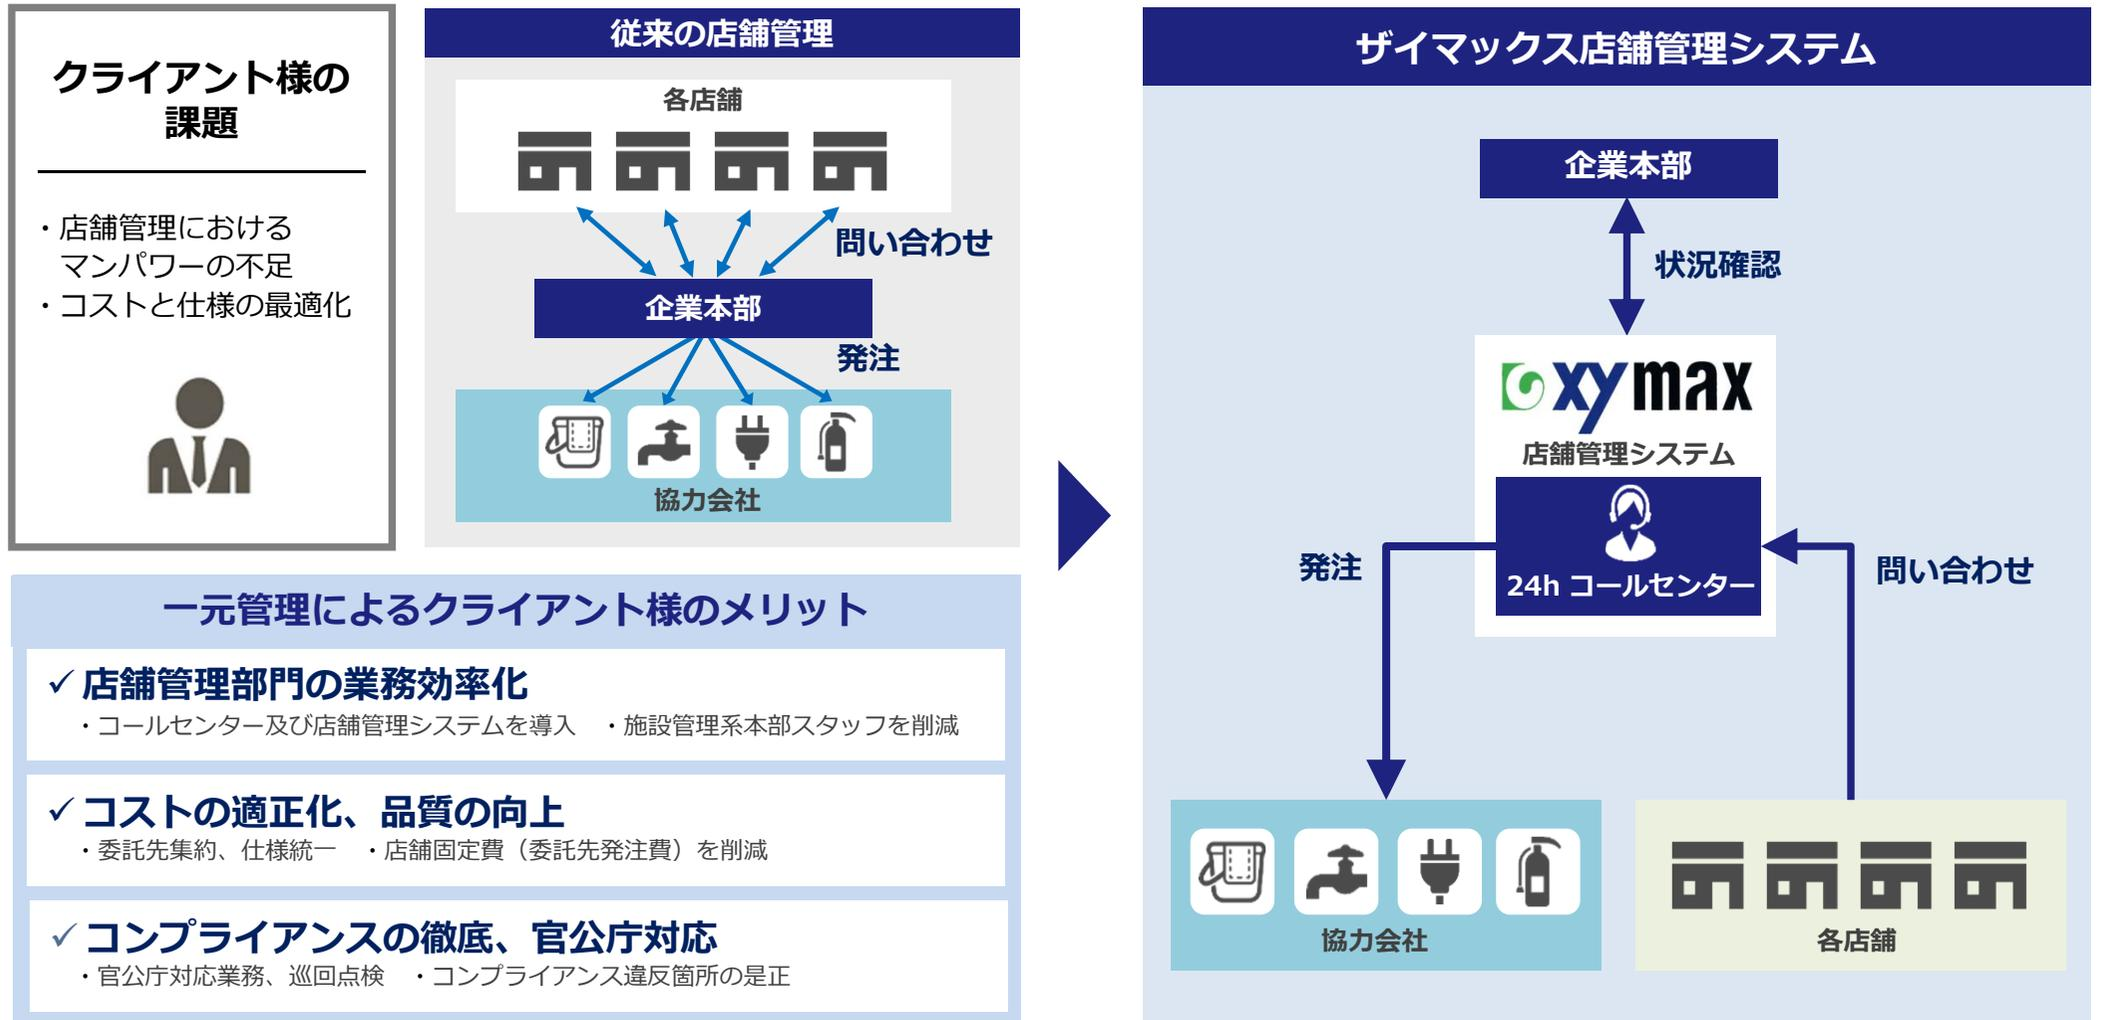 クライアント様の
課題
・店舗管理における
マンパワーの不足
・コストと仕様の最適化
従来の店舗管理
各店舗
問い合わせ
企業本部
発注
協力会社
一元管理によるクライアント様のメリット
✓店舗管理部門の業務効率化
・コールセンター及び店舗管理システムを導入 ・施設管理系本部スタッフを削減
✓コストの適正化、品質の向上
・委託先集約、仕様統一 ・店舗固定費（委託先発注費）を削減
✓コンプライアンスの徹底、官公庁対応
・官公庁対応業務、巡回点検 ・コンプライアンス違反箇所の是正
ザイマックス店舗管理システム
企業本部
状況確認
xymax
店舗管理システム
24h コールセンター
発注
問い合わせ
協力会社
各店舗